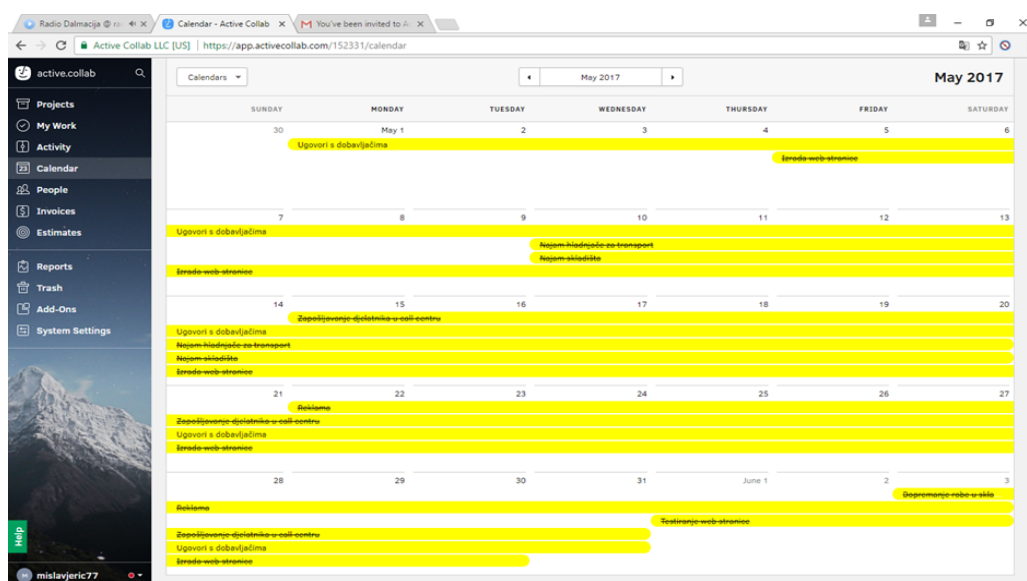 Radio Dalmacija @ ra
Calendar - Active Collab
You've been invited to Ac
Active Collab LLC [US] | https://app.activecollab.com/152331/calendar
active.collab
Projects
My Work
Activity
23 Calendar
People
Invoices
Estimates
Reports
Trash
Add-Ons
System Settings
Help
M mislavjeric77
Calendars
May 2017
May 2017
SUNDAY MONDAY TUESDAY WEDNESDAY THURSDAY FRIDAY SATURDAY
30 May 1 2 3 4 5 6
Ugovori s dobavljačima
Izrada web stranice
7 8 9 10 11 12 13
Ugovori s dobavljačima
Najam hladnjače za transport
Najam skladišta
Izrada web stranice
14 15 16 17 18 19 20
Zapošljavanje djelatnika u call centru
Ugovori s dobavljačima
Najam hladnjače za transport
Najam skladišta
Izrada web stranice
21 22 23 24 25 26 27
Reklama
Zapošljavanje djelatnika u call centru
Ugovori s dobavljačima
Izrada web stranice
28 29 30 31 June 1 2 3
Dopremanje robe u skla
Reklama
Testiranje web stranice
Zapošljavanje djelatnika u call centru
Ugovori s dobavljačima
Izrada web stranice